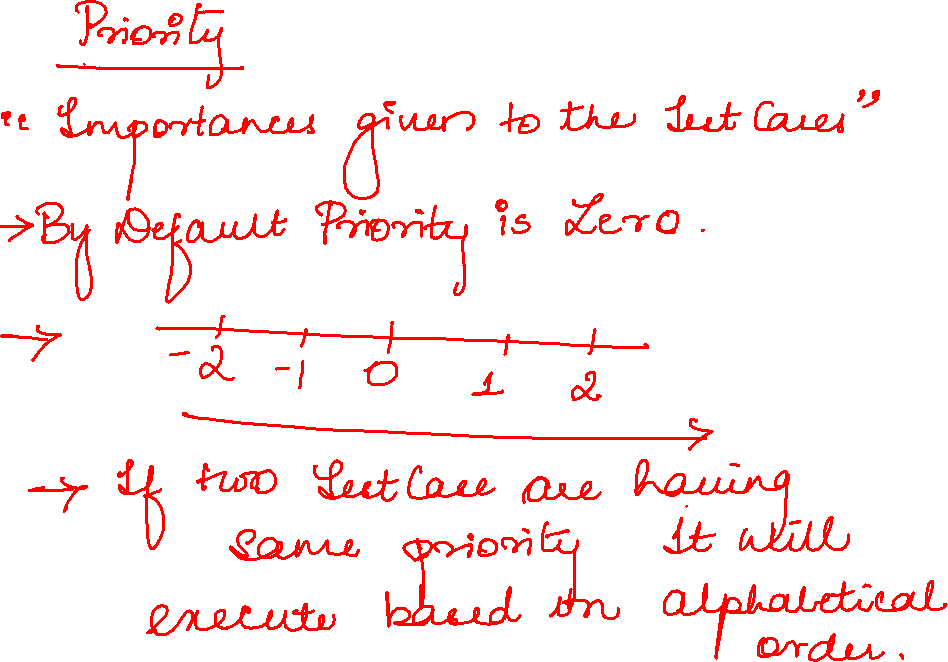 Priority
"Importances given to the Test Cases"
→ By Default Priority is Zero.
→ -2 -1 0 1 2
→ If two Test Case are having
same priority It will
execute based on alphabetical
order.